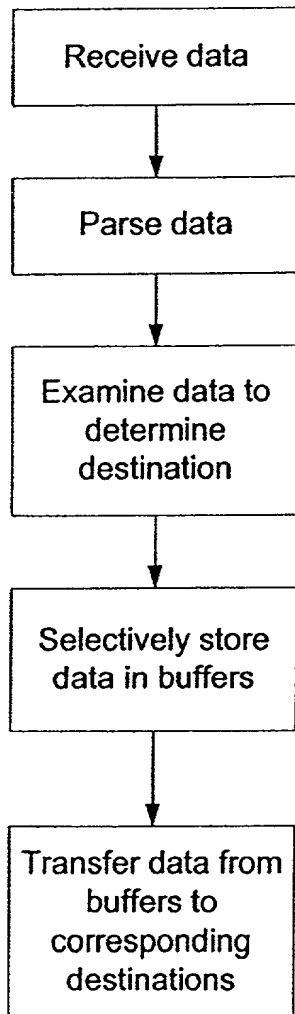 Receive data
Parse data
Examine data to
determine
destination
Selectively store
data in buffers
Transfer data from
buffers to
corresponding
destinations